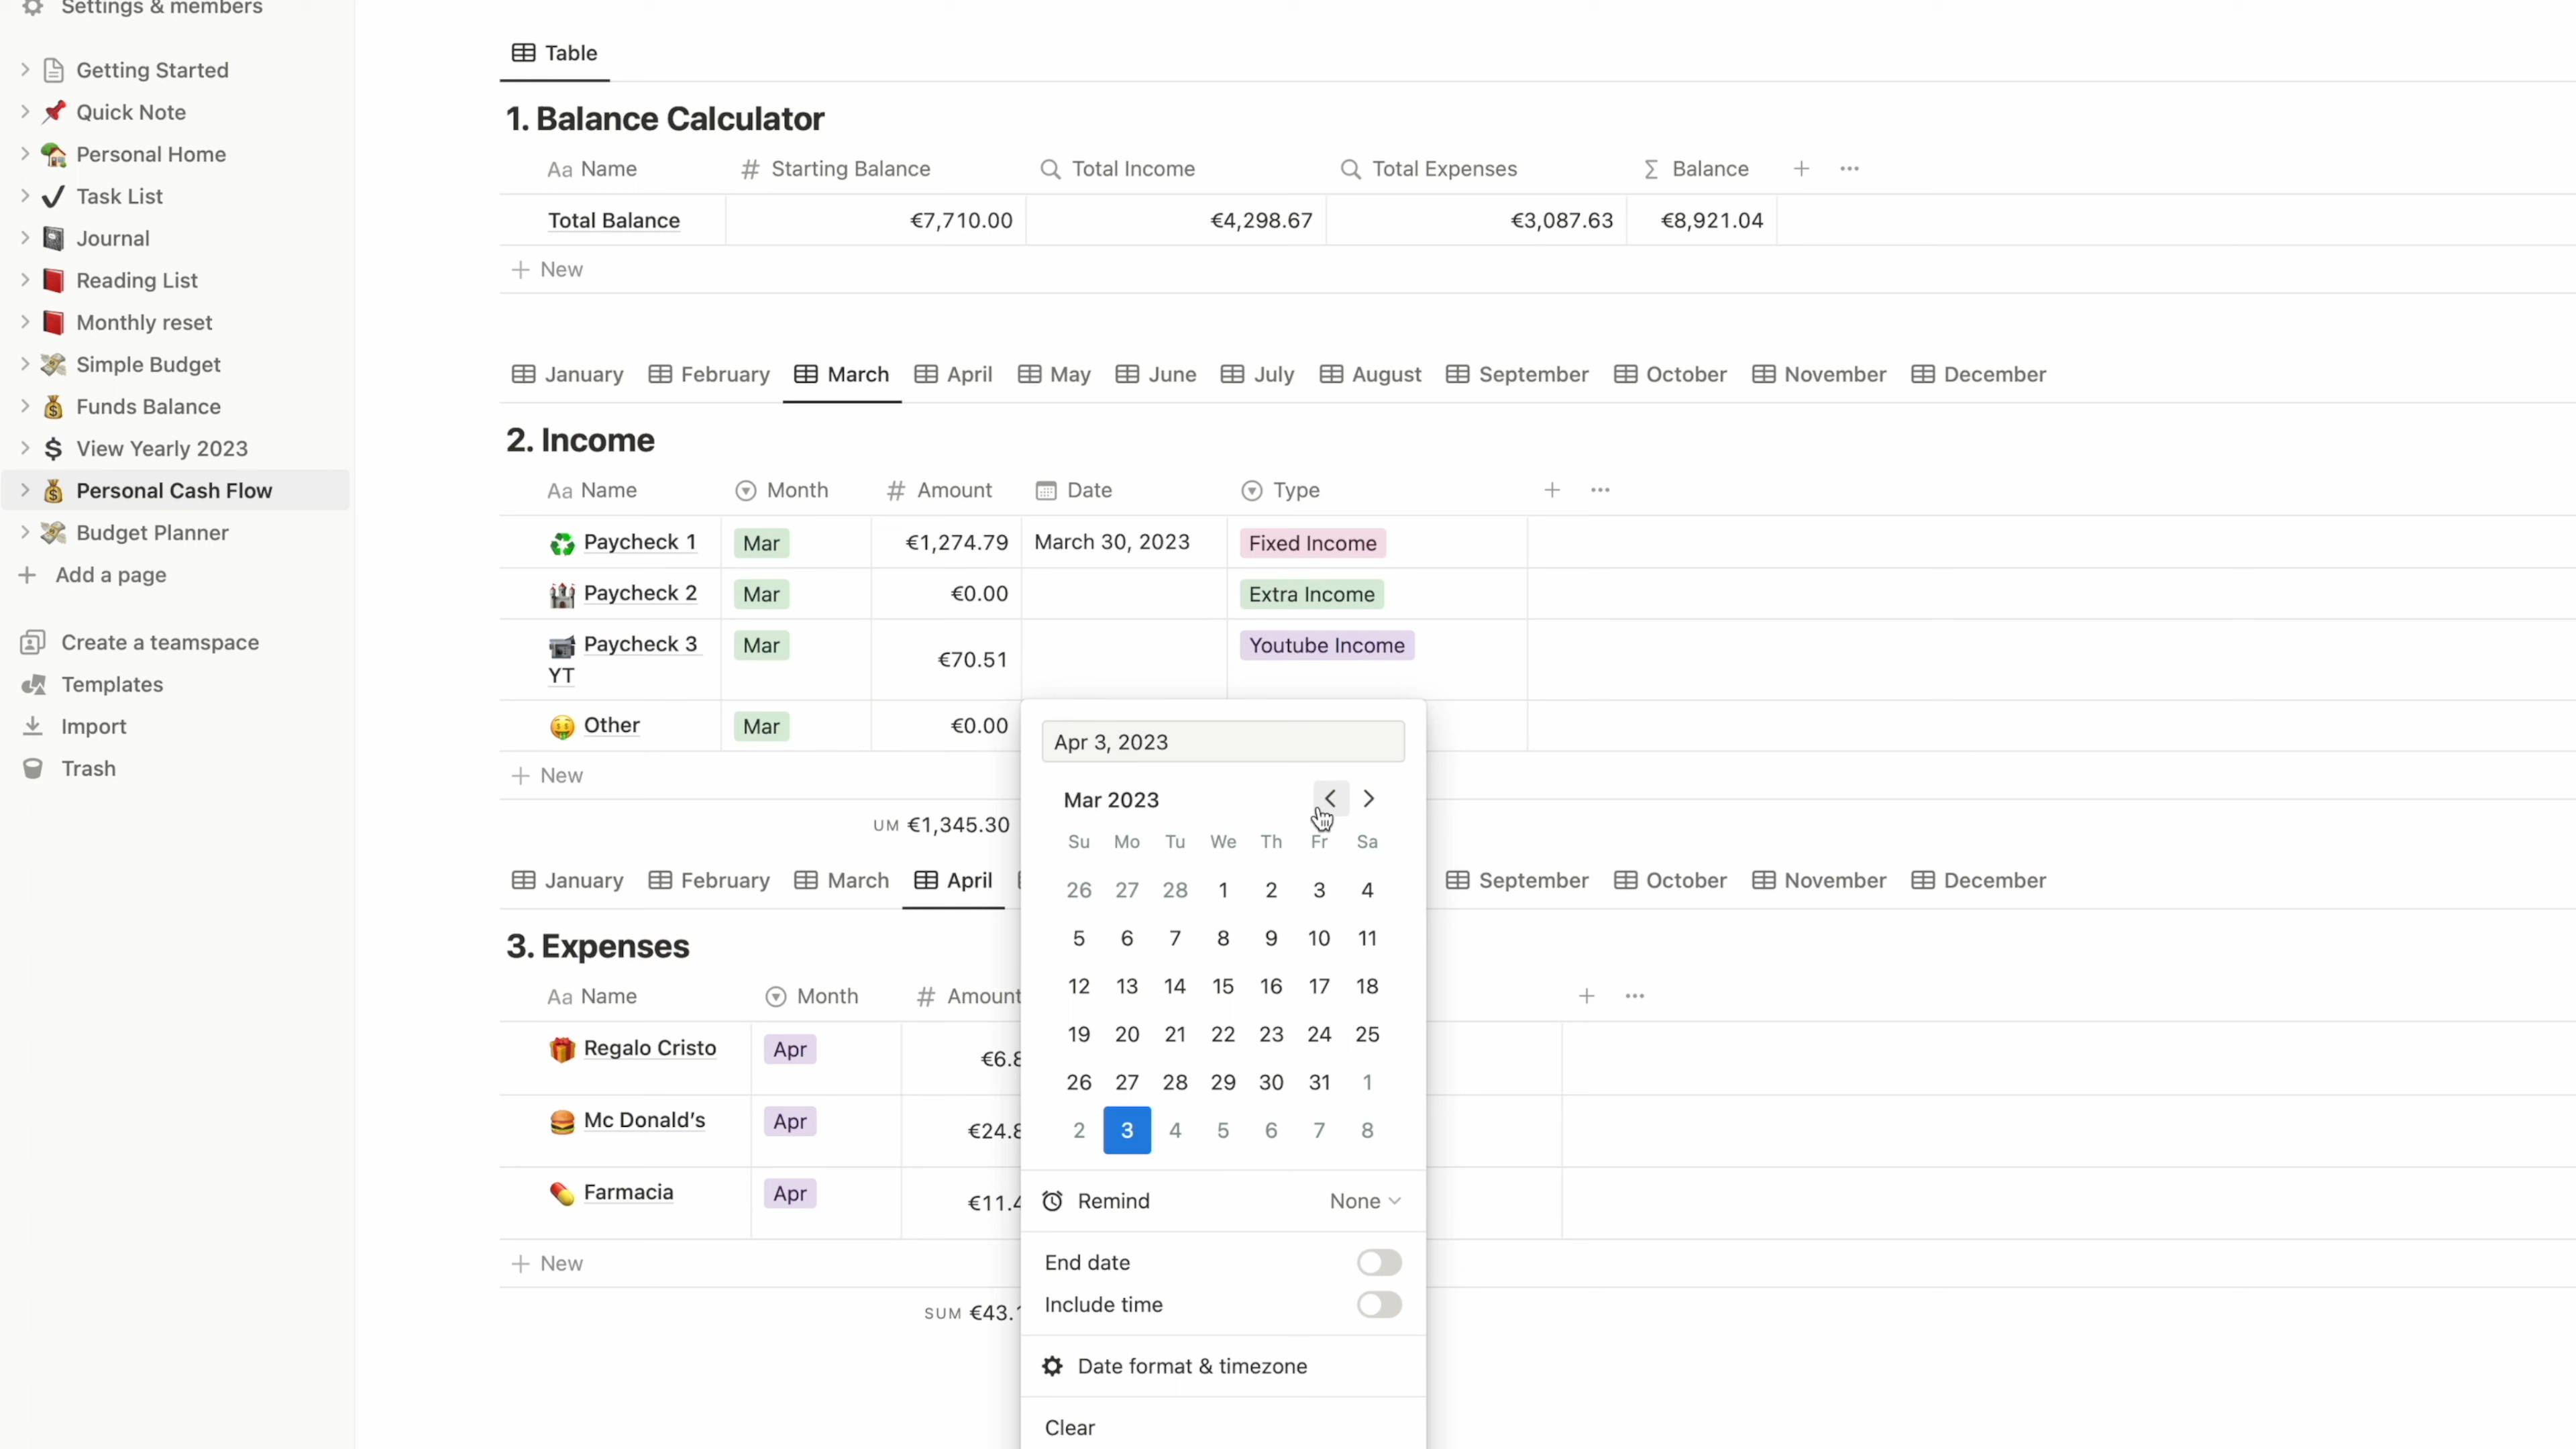 Settings & members
Getting Started
Quick Note
Personal Home
Task List
Journal
Reading List
Monthly reset
Simple Budget
Funds Balance
View Yearly 2023
Personal Cash Flow
Budget Planner
Add a page
Create a teamspace
Templates
Import
Trash
Table
1. Balance Calculator
Aa Name # Starting Balance Total Income Total Expenses Σ Balance
Total Balance €7,710.00 €4,298.67 €3,087.63 €8,921.04
+ New
January February March April May June July August September October November December
2. Income
Aa Name Month # Amount Date Type
Paycheck 1 Mar €1,274.79 March 30, 2023 Fixed Income
Paycheck 2 Mar €0.00 Extra Income
Paycheck 3 Mar €70.51 Youtube Income
YT
Other Mar €0.00
+ New
UM €1,345.30
January February March April September October November December
3. Expenses
Aa Name Month # Amount
Regalo Cristo Apr €6.8
Mc Donald's Apr €24.8
Farmacia Apr €11.4
+ New
SUM €43.1
Apr 3, 2023
Mar 2023
Su Mo Tu We Th Fr Sa
26 27 28 1 2 3 4
5 6 7 8 9 10 11
12 13 14 15 16 17 18
19 20 21 22 23 24 25
26 27 28 29 30 31 1
2 3 4 5 6 7 8
Remind None
End date
Include time
Date format & timezone
Clear